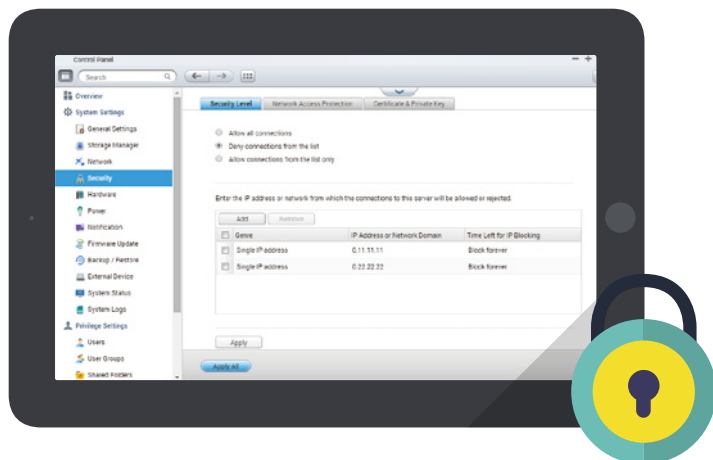 Control Panel
Search
Overview
System Settings
General Settings
Storage Manager
Network
Security
Hardware
Power
Notification
Firmware Update
Backup / Restore
External Device
System Status
System Logs
Privilege Settings
Users
User Groups
Shared Folders
Security Level Network Access Protection Certificate & Private Key
Allow all connections
Deny connections from the list
Allow connections from the list only
Enter the IP address or network from which the connections to this server will be allowed or rejected.
Add Remove
Genre IP Address or Network Domain Time Left for IP Blocking
Single IP address 0.11.11.11 Block forever
Single IP address 0.22.22.22 Block forever
Apply
Apply All